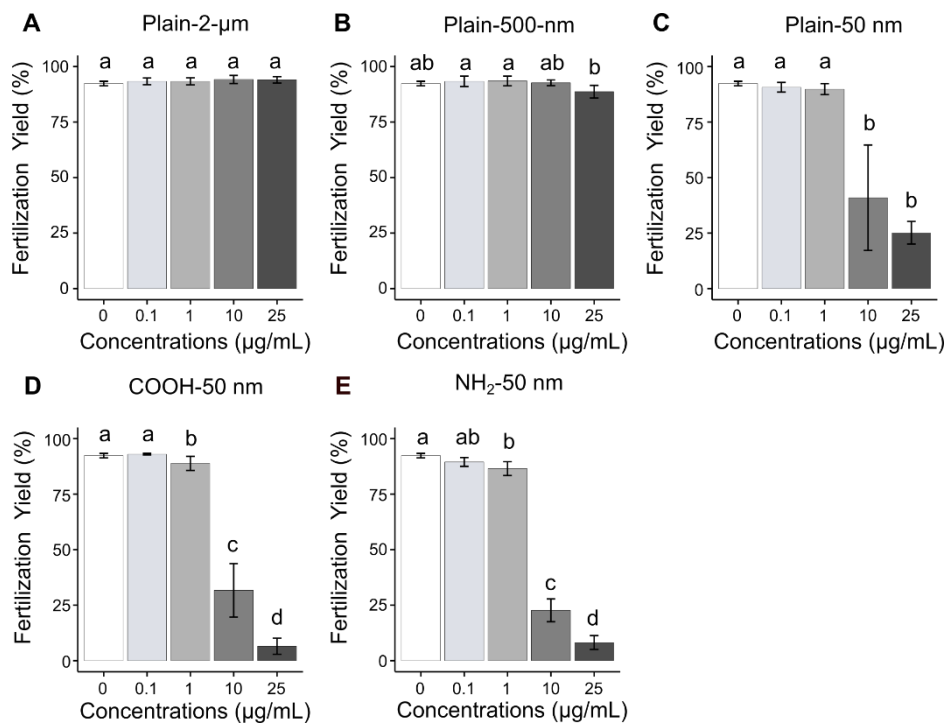 A Plain-2-µm
a a a a a
100
75
50
25
0
Fertilization Yield (%)
0 0.1 1 10 25
Concentrations (µg/mL)
B Plain-500-nm
ab a a ab b
100
75
50
25
0
Fertilization Yield (%)
0 0.1 1 10 25
Concentrations (µg/mL)
C Plain-50 nm
a a a b b
100
75
50
25
0
Fertilization Yield (%)
0 0.1 1 10 25
Concentrations (µg/mL)
D COOH-50 nm
a a b c d
100
75
50
25
0
Fertilization Yield (%)
0 0.1 1 10 25
Concentrations (µg/mL)
E NH₂-50 nm
a ab b c d
100
75
50
25
0
Fertilization Yield (%)
0 0.1 1 10 25
Concentrations (µg/mL)